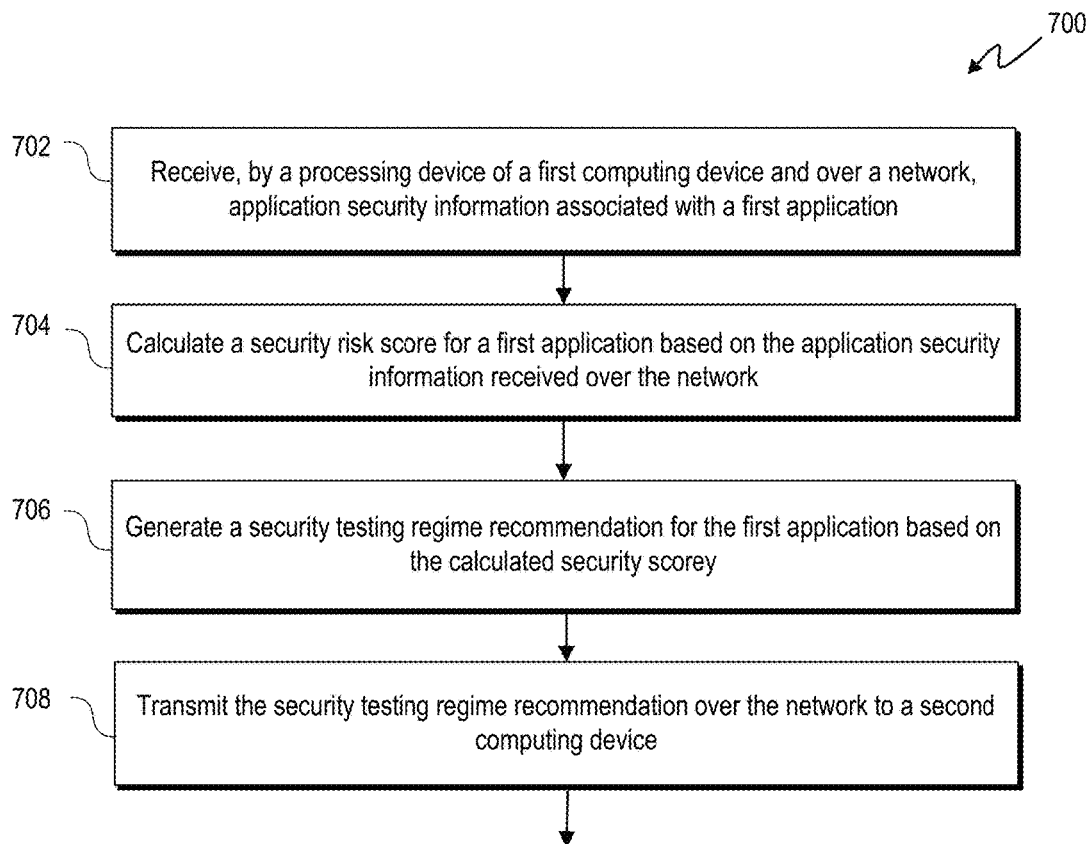 700
702
Receive, by a processing device of a first computing device and over a network,
application security information associated with a first application
704
Calculate a security risk score for a first application based on the application security
information received over the network
706
Generate a security testing regime recommendation for the first application based on
the calculated security scorey
708
Transmit the security testing regime recommendation over the network to a second
computing device